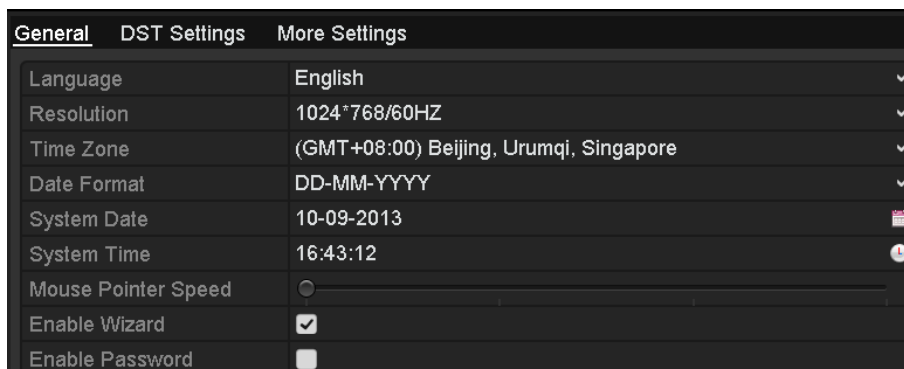 General DST Settings More Settings
Language English
Resolution 1024*768/60HZ
Time Zone (GMT+08:00) Beijing, Urumqi, Singapore
Date Format DD-MM-YYYY
System Date 10-09-2013
System Time 16:43:12
Mouse Pointer Speed
Enable Wizard
Enable Password